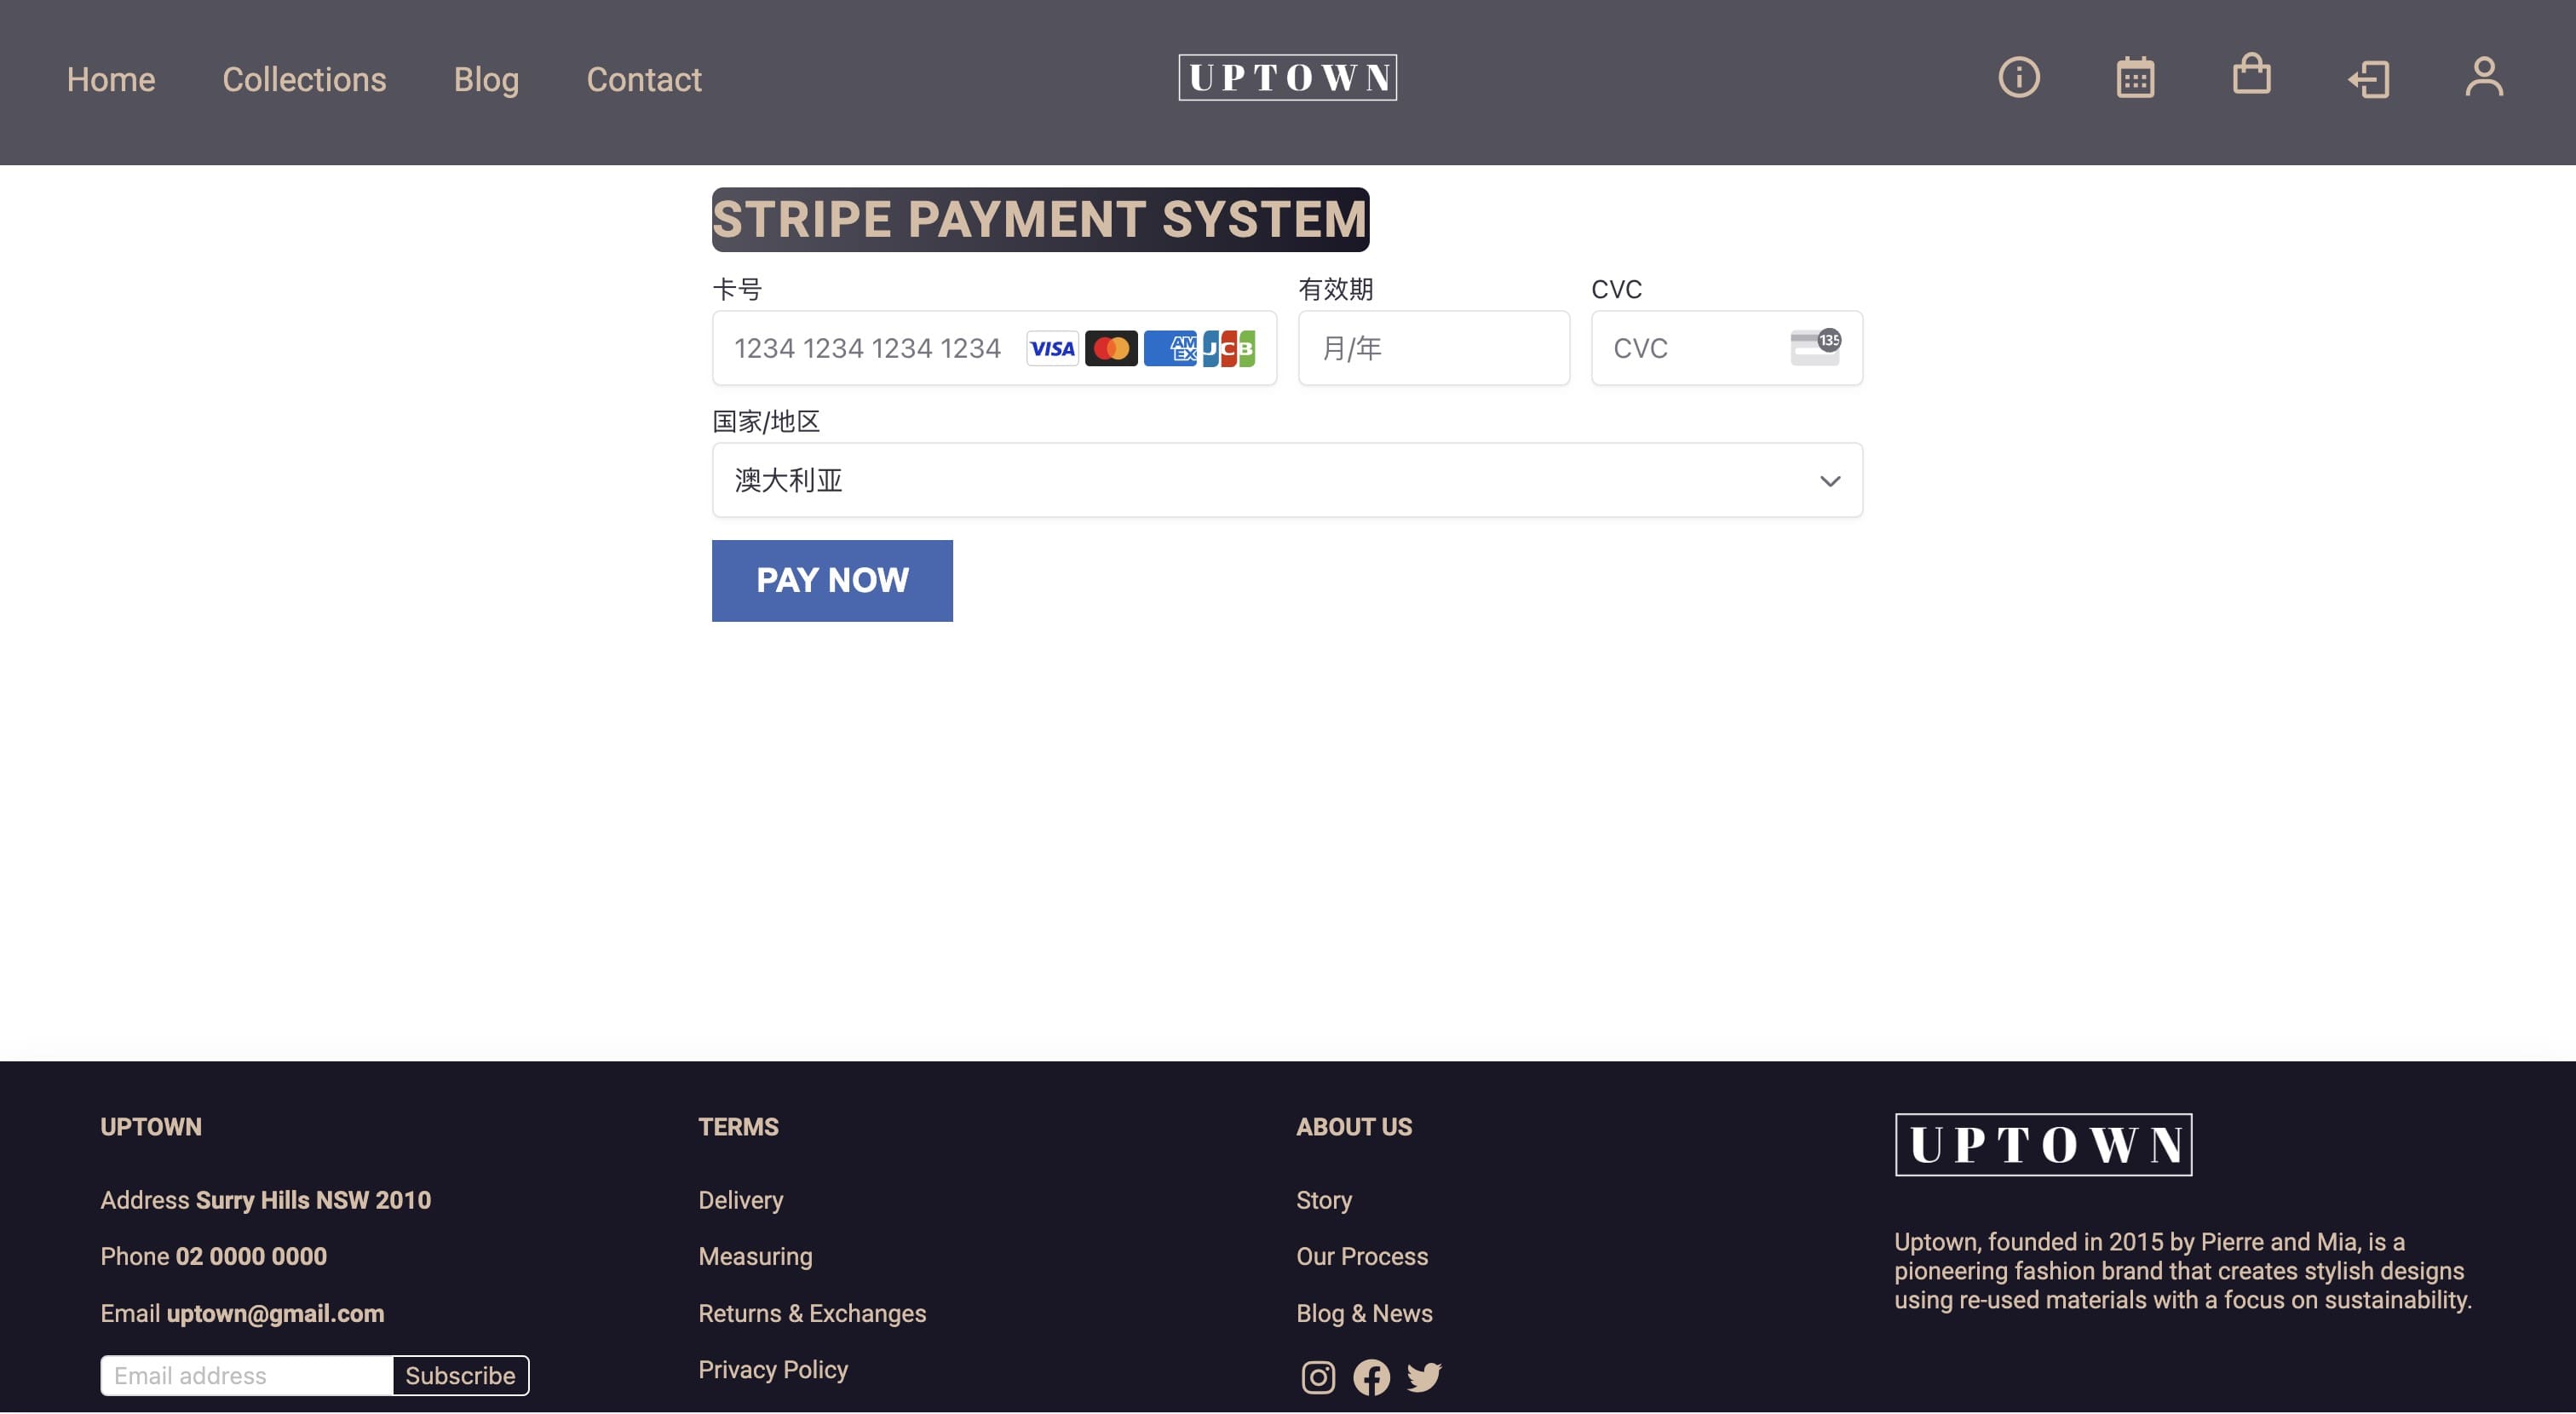 Home Collections Blog Contact
UPTOWN
STRIPE PAYMENT SYSTEM
卡号
1234 1234 1234 1234 VISA AMEX JCB
有效期
月/年
CVC
CVC 135
国家/地区
澳大利亚
PAY NOW
UPTOWN
Address Surry Hills NSW 2010
Phone 02 0000 0000
Email uptown@gmail.com
Email address Subscribe
TERMS
Delivery
Measuring
Returns & Exchanges
Privacy Policy
ABOUT US
Story
Our Process
Blog & News
UPTOWN
Uptown, founded in 2015 by Pierre and Mia, is a
pioneering fashion brand that creates stylish designs
using re-used materials with a focus on sustainability.